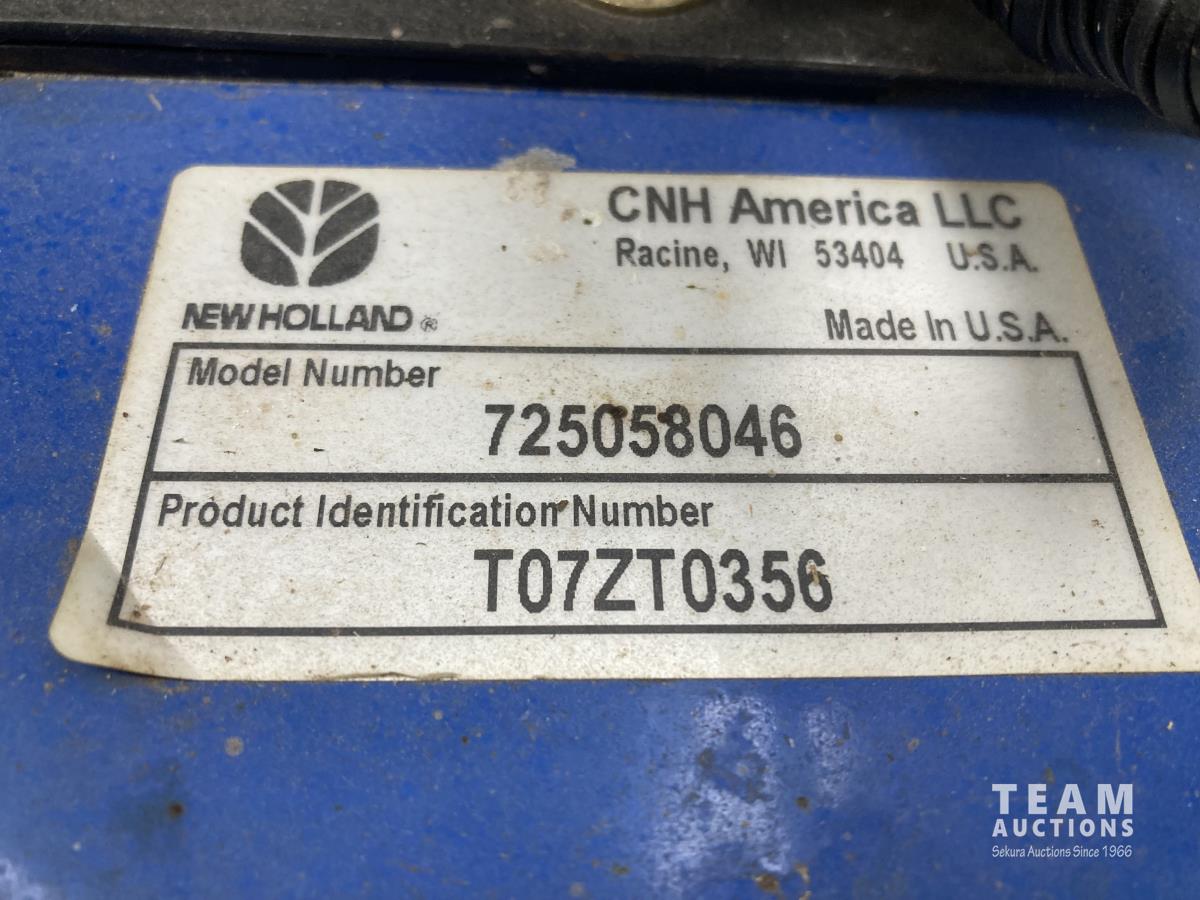 CNH America LLC
Racine, WI 53404 U.S.A.
NEW HOLLAND ®
Made In U.S.A.
Model Number
725058046
Product Identification Number
T07ZT0356
TEAM
AUCTIONS
Sekura Auctions Since 1966